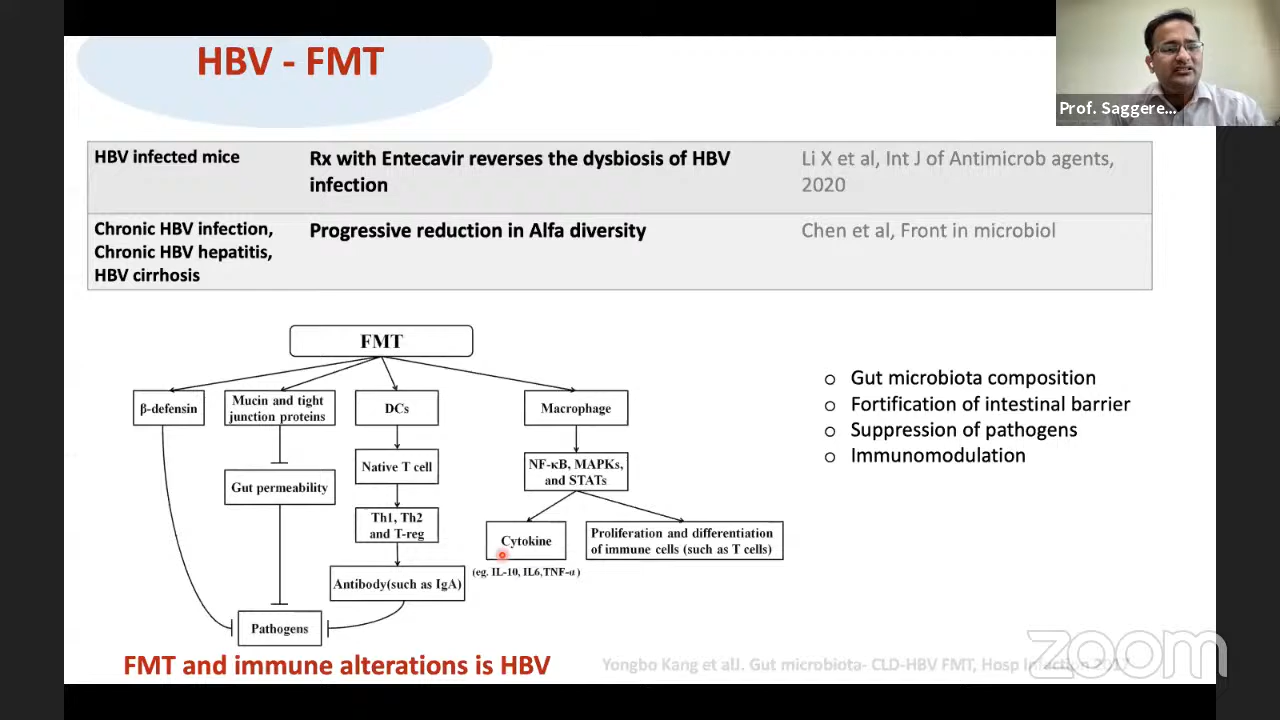 HBV - FMT
Prof. Saggere...
HBV infected mice
Rx with Entecavir reverses the dysbiosis of HBV
infection
Li X et al, Int J of Antimicrob agents,
2020
Chronic HBV infection,
Chronic HBV hepatitis,
HBV cirrhosis
Progressive reduction in Alfa diversity
Chen et al, Front in microbiol
FMT
β-defensin
Mucin and tight
junction proteins
DCs
Macrophage
Gut permeability
Native T cell
NF-κB, MAPKs,
and STATs
Th1, Th2
and T-reg
Cytokine
(eg. IL-10, IL6,TNF-α)
Proliferation and differentiation
of immune cells (such as T cells)
Antibody(such as IgA)
Pathogens
o Gut microbiota composition
o Fortification of intestinal barrier
o Suppression of pathogens
o Immunomodulation
FMT and immune alterations is HBV
Yongbo Kang et alJ. Gut microbiota- CLD-HBV FMT, Hosp Infection
zoom